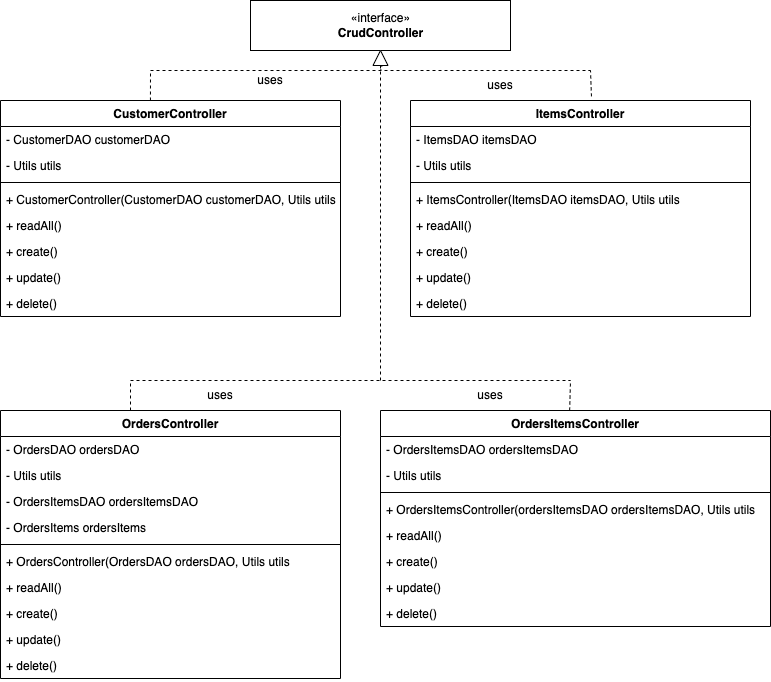 «interface»
CrudController
uses
uses
CustomerController
- CustomerDAO customerDAO
- Utils utils
+ CustomerController(CustomerDAO customerDAO, Utils utils
+ readAll()
+ create()
+ update()
+ delete()
ItemsController
- ItemsDAO itemsDAO
- Utils utils
+ ItemsController(ItemsDAO itemsDAO, Utils utils
+ readAll()
+ create()
+ update()
+ delete()
uses
uses
OrdersController
- OrdersDAO ordersDAO
- Utils utils
- OrdersItemsDAO ordersItemsDAO
- OrdersItems ordersItems
+ OrdersController(OrdersDAO ordersDAO, Utils utils
+ readAll()
+ create()
+ update()
+ delete()
OrdersItemsController
- OrdersItemsDAO ordersItemsDAO
- Utils utils
+ OrdersItemsController(ordersItemsDAO ordersItemsDAO, Utils utils
+ readAll()
+ create()
+ update()
+ delete()